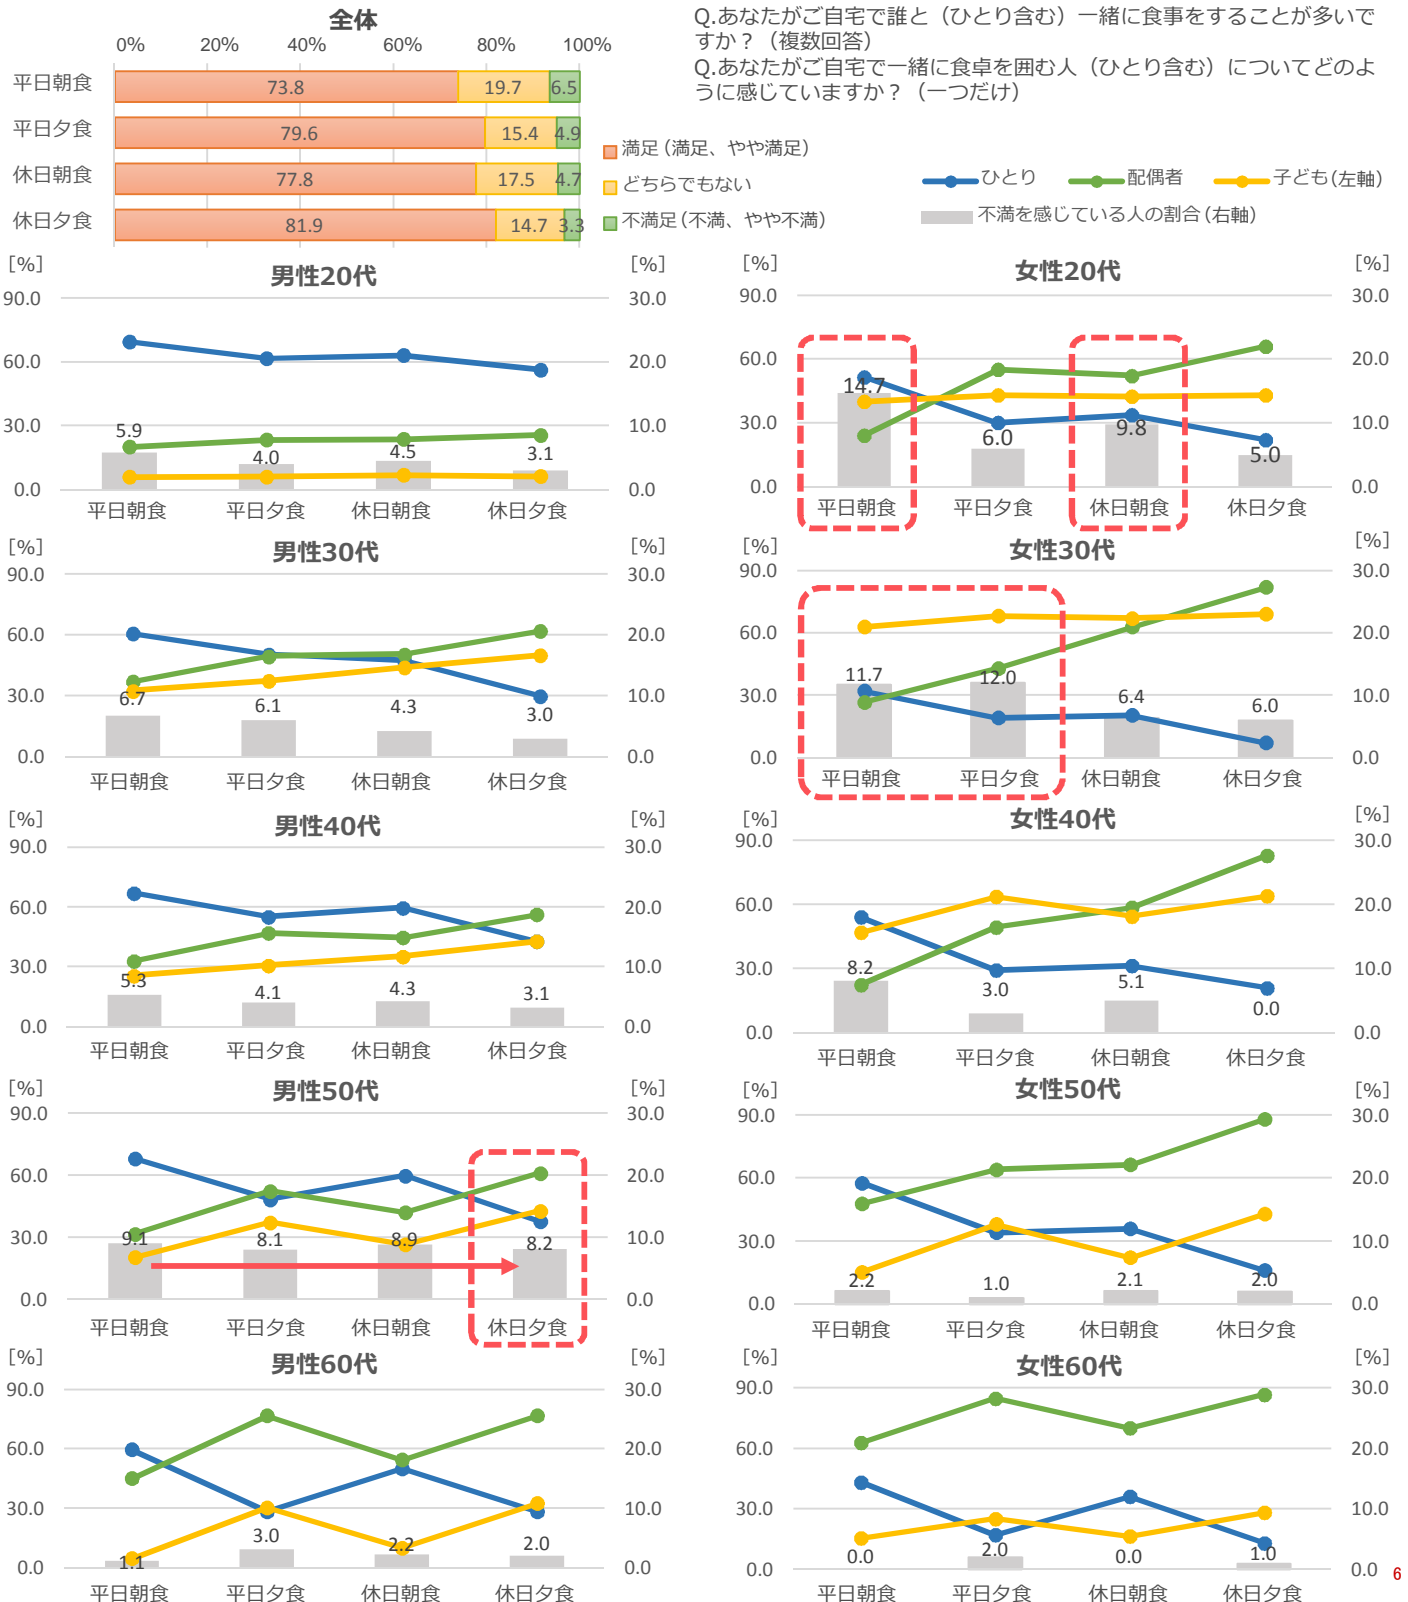 全体
0% 20% 40% 60% 80% 100%
平日朝食 73.8 19.7 6.5
平日夕食 79.6 15.4 4.9
休日朝食 77.8 17.5 4.7
休日夕食 81.9 14.7 3.3
満足(満足、やや満足)
どちらでもない
不満足(不満、やや不満)
Q.あなたがご自宅で誰と（ひとり含む）一緒に食事をすることが多いで
すか？（複数回答）
Q.あなたがご自宅で一緒に食卓を囲む人（ひとり含む）についてどのよ
うに感じていますか？（一つだけ）
ひとり 配偶者 子ども(左軸)
不満を感じている人の割合(右軸)
[%] 男性20代 [%]
90.0 30.0
60.0 20.0
30.0 10.0
0.0 0.0
5.9 4.0 4.5 3.1
平日朝食 平日夕食 休日朝食 休日夕食
[%] 女性20代 [%]
90.0 30.0
60.0 20.0
30.0 10.0
0.0 0.0
14.7 6.0 9.8 5.0
平日朝食 平日夕食 休日朝食 休日夕食
[%] 男性30代 [%]
90.0 30.0
60.0 20.0
30.0 10.0
0.0 0.0
6.7 6.1 4.3 3.0
平日朝食 平日夕食 休日朝食 休日夕食
[%] 女性30代 [%]
90.0 30.0
60.0 20.0
30.0 10.0
0.0 0.0
11.7 12.0 6.4 6.0
平日朝食 平日夕食 休日朝食 休日夕食
[%] 男性40代 [%]
90.0 30.0
60.0 20.0
30.0 10.0
0.0 0.0
5.3 4.1 4.3 3.1
平日朝食 平日夕食 休日朝食 休日夕食
[%] 女性40代 [%]
90.0 30.0
60.0 20.0
30.0 10.0
0.0 0.0
8.2 3.0 5.1 0.0
平日朝食 平日夕食 休日朝食 休日夕食
[%] 男性50代 [%]
90.0 30.0
60.0 20.0
30.0 10.0
0.0 0.0
9.1 8.1 8.9 8.2
平日朝食 平日夕食 休日朝食 休日夕食
[%] 女性50代 [%]
90.0 30.0
60.0 20.0
30.0 10.0
0.0 0.0
2.2 1.0 2.1 2.0
平日朝食 平日夕食 休日朝食 休日夕食
[%] 男性60代 [%]
90.0 30.0
60.0 20.0
30.0 10.0
0.0 0.0
1.1 3.0 2.2 2.0
平日朝食 平日夕食 休日朝食 休日夕食
[%] 女性60代 [%]
90.0 30.0
60.0 20.0
30.0 10.0
0.0 0.0
0.0 2.0 0.0 1.0
平日朝食 平日夕食 休日朝食 休日夕食
6